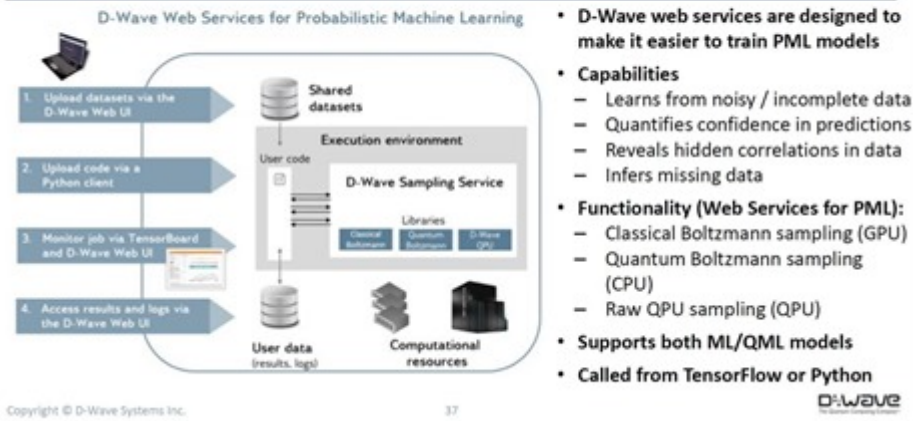 D-Wave Web Services for Probabilistic Machine Learning
1. Upload datasets via the
D-Wave Web UI
2. Upload code via a
Python client
3. Monitor job via TensorBoard
and D-Wave Web UI
4. Access results and logs via
the D-Wave Web UI
Shared
datasets
Execution environment
User code
D-Wave Sampling Service
Libraries
Classical
Boltzmann
Quantum
Boltzmann
D-Wave
QPU
User data
(results, logs)
Computational
resources
• D-Wave web services are designed to
make it easier to train PML models
• Capabilities
– Learns from noisy / incomplete data
– Quantifies confidence in predictions
– Reveals hidden correlations in data
– Infers missing data
• Functionality (Web Services for PML):
– Classical Boltzmann sampling (GPU)
– Quantum Boltzmann sampling
(CPU)
– Raw QPU sampling (QPU)
• Supports both ML/QML models
• Called from TensorFlow or Python
Copyright © D-Wave Systems Inc.
37
D:wave
The Quantum Computing Company